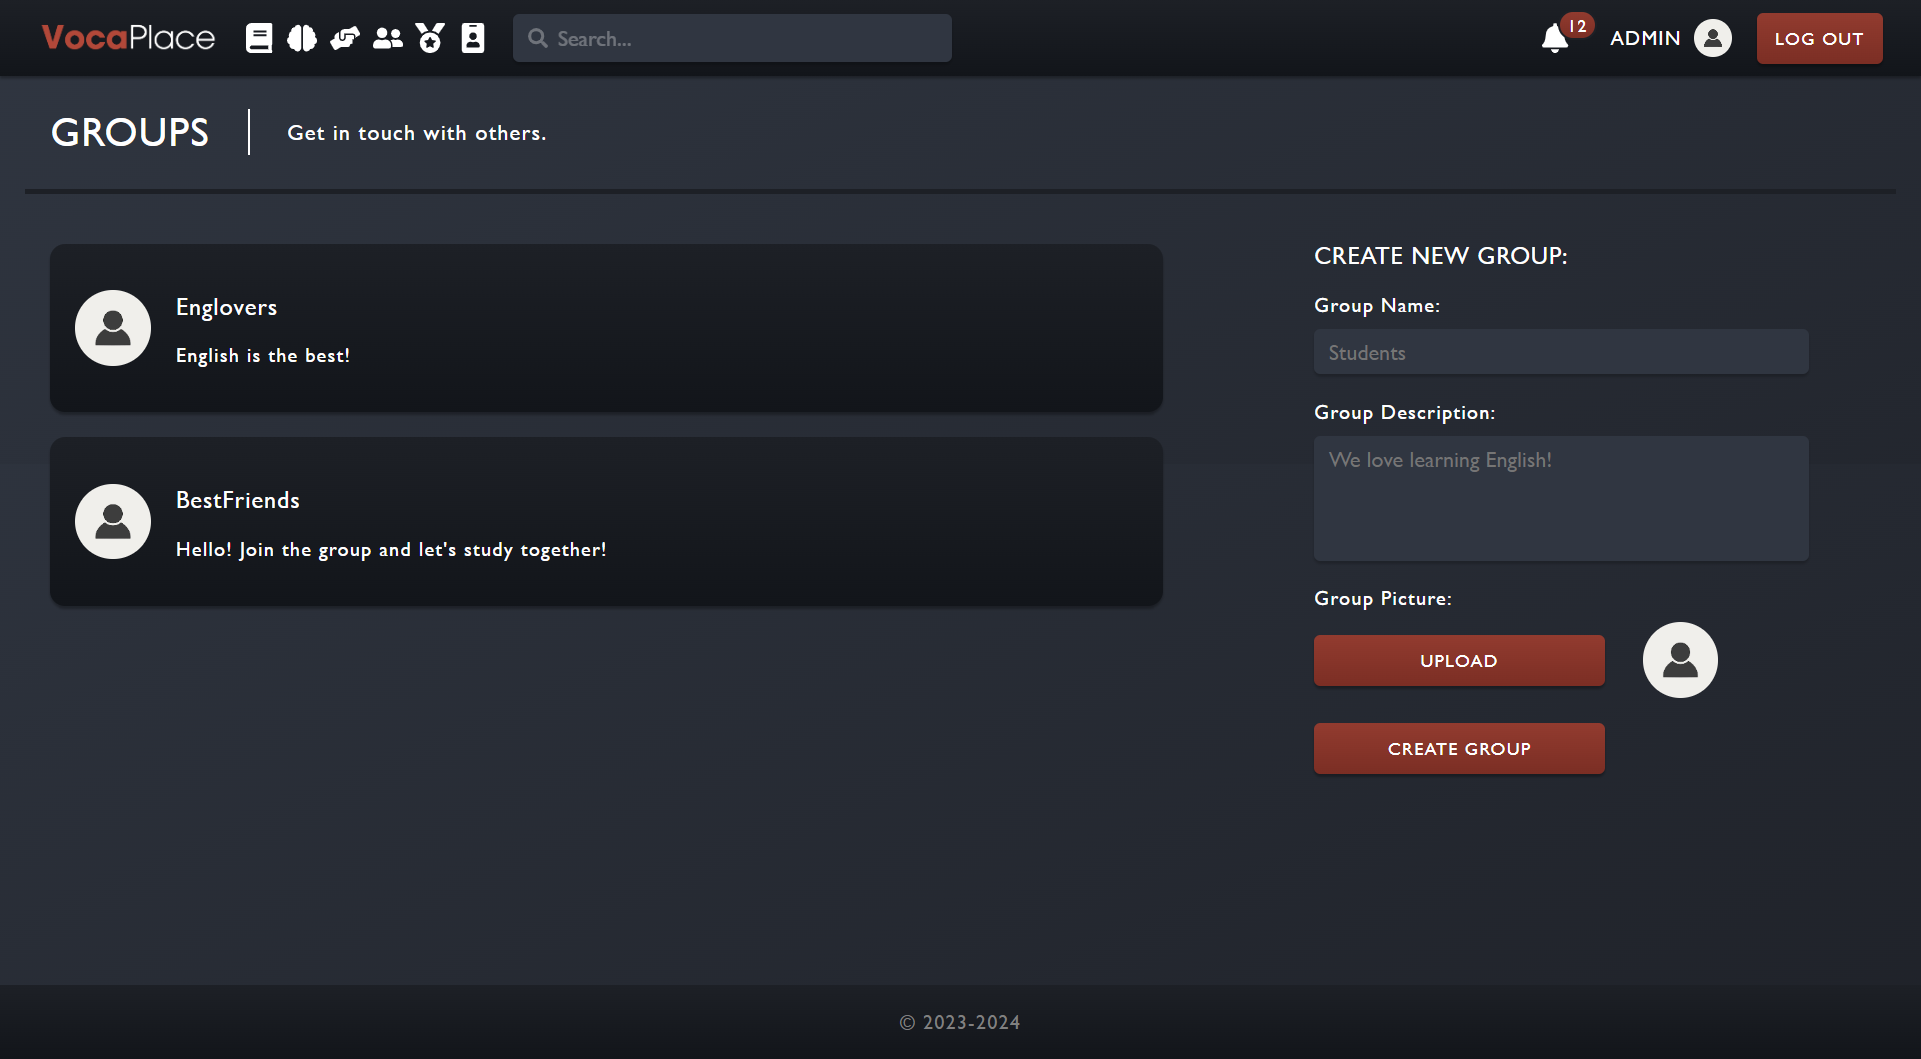 VocaPlace
Search...
12
ADMIN
LOG OUT
GROUPS
Get in touch with others.
Englovers
English is the best!
BestFriends
Hello! Join the group and let's study together!
CREATE NEW GROUP:
Group Name:
Students
Group Description:
We love learning English!
Group Picture:
UPLOAD
CREATE GROUP
© 2023-2024